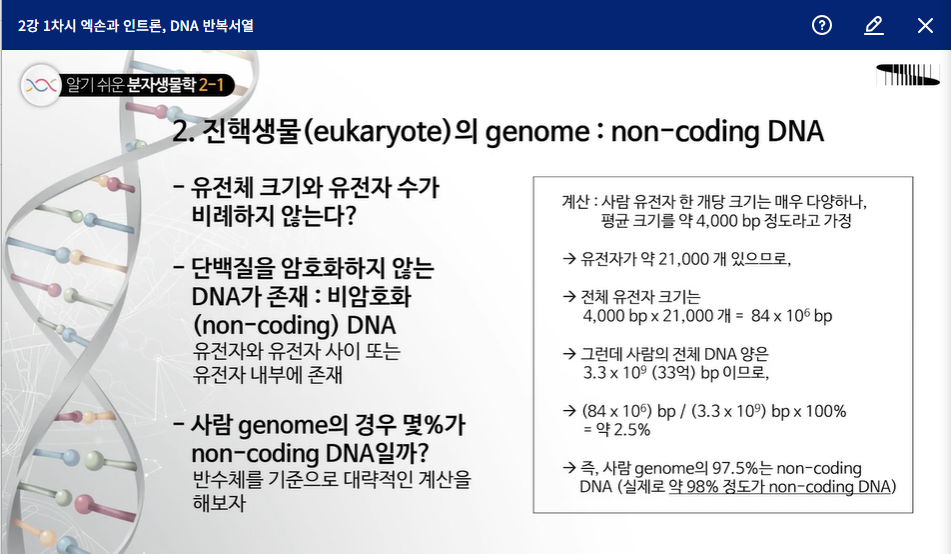 2강 1차시 엑손과 인트론, DNA 반복서열
알기 쉬운 분자생물학 2-1
2. 진핵생물(eukaryote)의 genome : non-coding DNA
- 유전체 크기와 유전자 수가
비례하지 않는다?
- 단백질을 암호화하지 않는
DNA가 존재 : 비암호화
(non-coding) DNA
유전자와 유전자 사이 또는
유전자 내부에 존재
- 사람 genome의 경우 몇%가
non-coding DNA일까?
반수체를 기준으로 대략적인 계산을
해보자
계산 : 사람 유전자 한 개당 크기는 매우 다양하나,
평균 크기를 약 4,000 bp 정도라고 가정
→ 유전자가 약 21,000 개 있으므로,
→ 전체 유전자 크기는
4,000 bp x 21,000 개 = 84 x 10⁶ bp
→ 그런데 사람의 전체 DNA 양은
3.3 x 10⁹ (33억) bp 이므로,
→ (84 x 10⁶) bp / (3.3 x 10⁹) bp x 100%
= 약 2.5%
→ 즉, 사람 genome의 97.5%는 non-coding
DNA (실제로 약 98% 정도가 non-coding DNA)